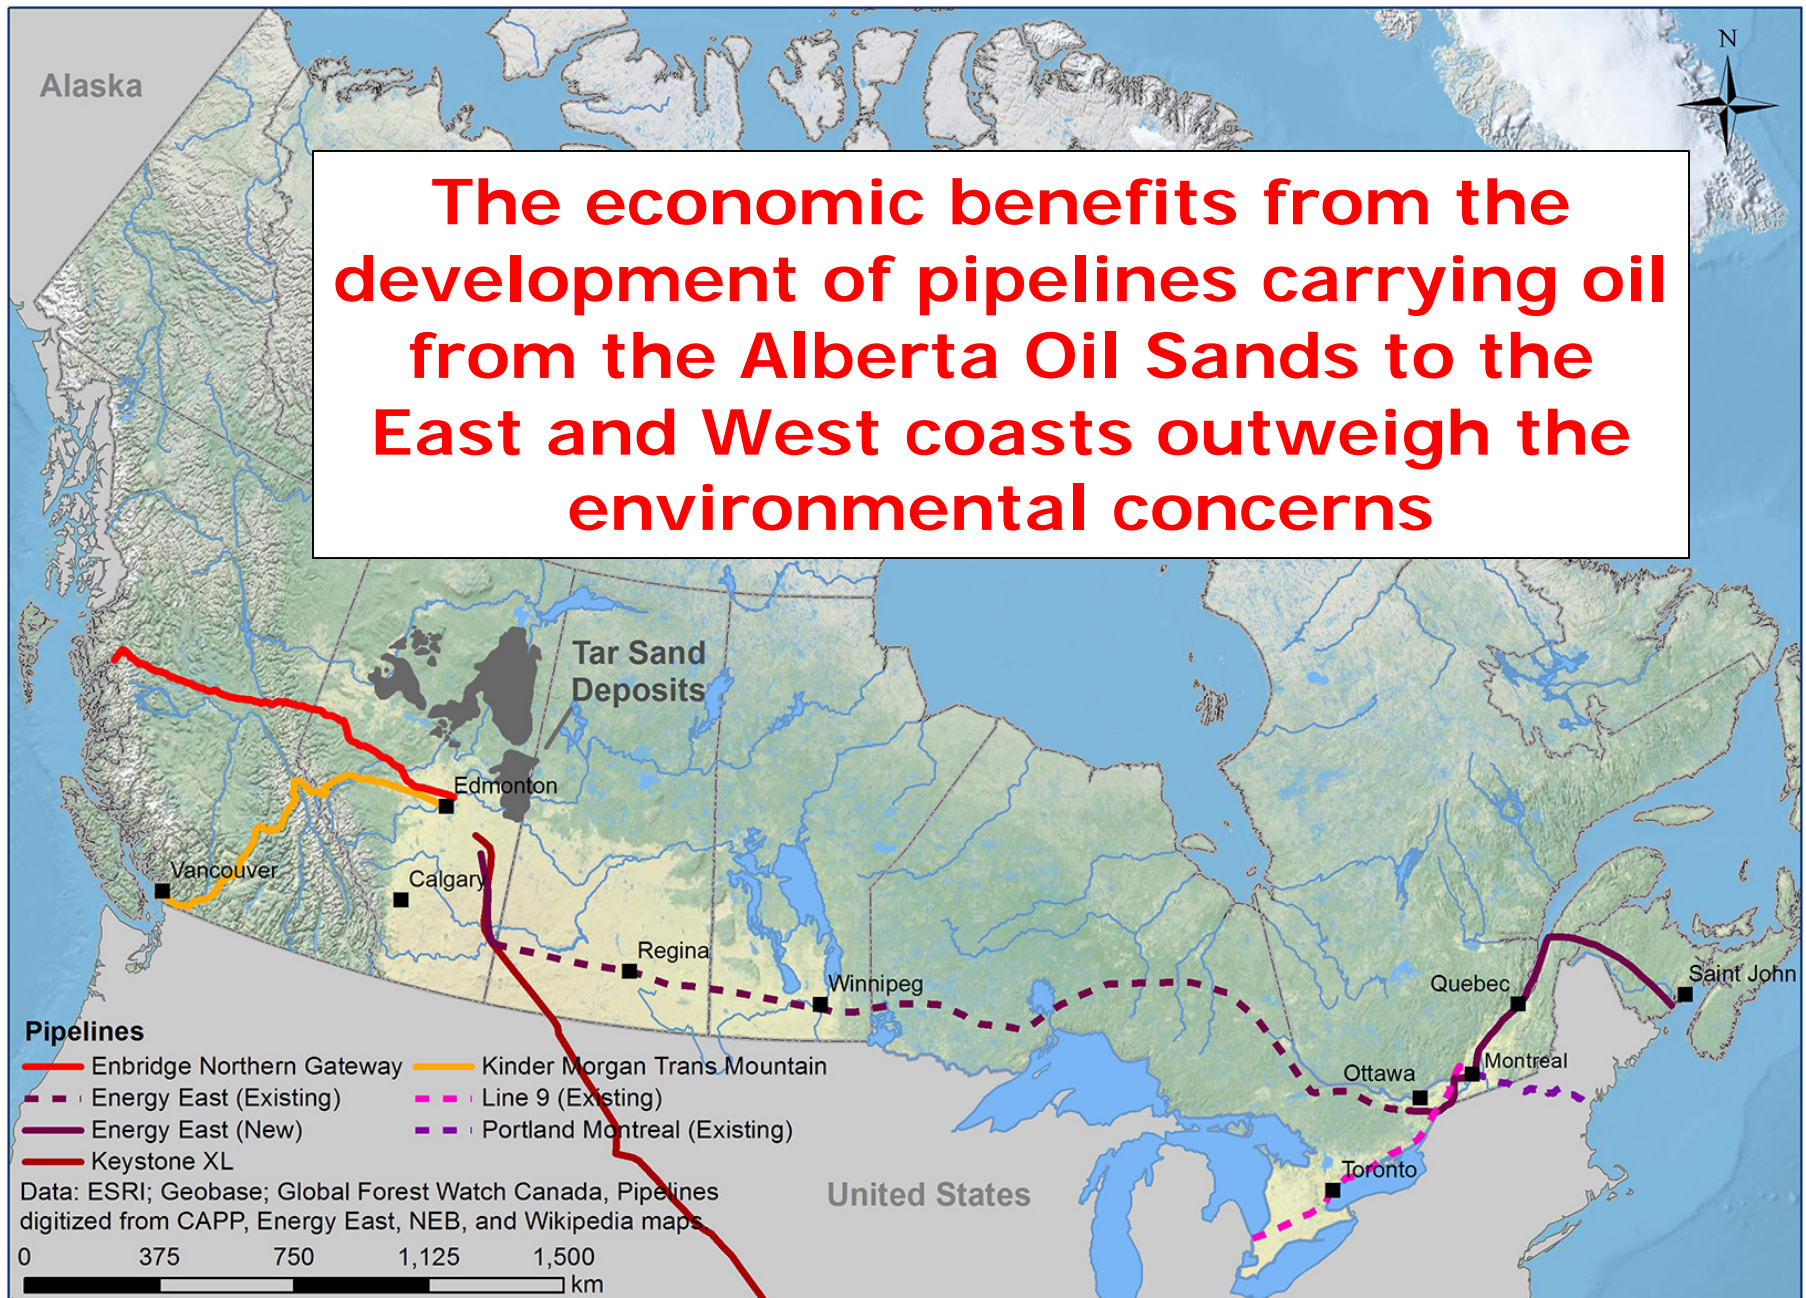 Alaska
N
The economic benefits from the
development of pipelines carrying oil
from the Alberta Oil Sands to the
East and West coasts outweigh the
environmental concerns
Tar Sand
Deposits
Edmonton
Vancouver
Calgary
Regina
Winnipeg
Quebec
Saint John
Montreal
Ottawa
Toronto
United States
Pipelines
Enbridge Northern Gateway
Kinder Morgan Trans Mountain
Energy East (Existing)
Line 9 (Existing)
Energy East (New)
Portland Montreal (Existing)
Keystone XL
Data: ESRI; Geobase; Global Forest Watch Canada, Pipelines
digitized from CAPP, Energy East, NEB, and Wikipedia maps.
0 375 750 1,125 1,500
km